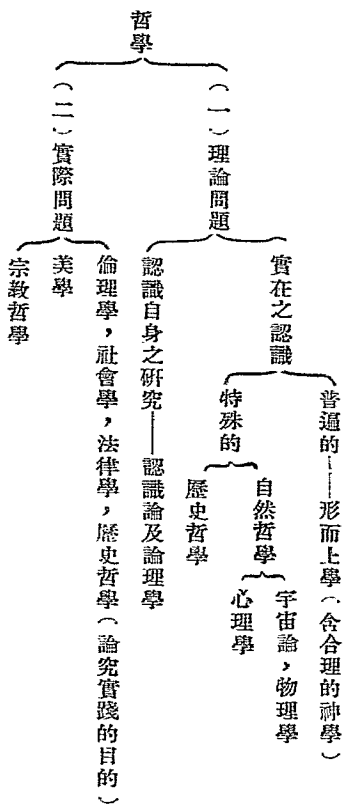 哲學
(一)理論問題
實在之認識
普遍的——形而上學(含合理的神學)
特殊的
自然哲學
宇宙論，物理學
心理學
歷史哲學
認識自身之研究——認識論及論理學
(二)實際問題
倫理學，社會學，法律學，歷史哲學(論究實踐的目的)
美學
宗教哲學